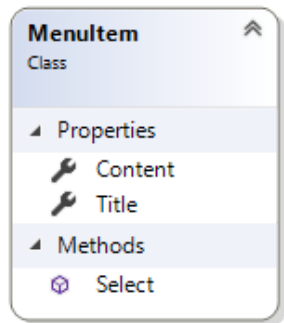 MenuItem
Class
Properties
Content
Title
Methods
Select